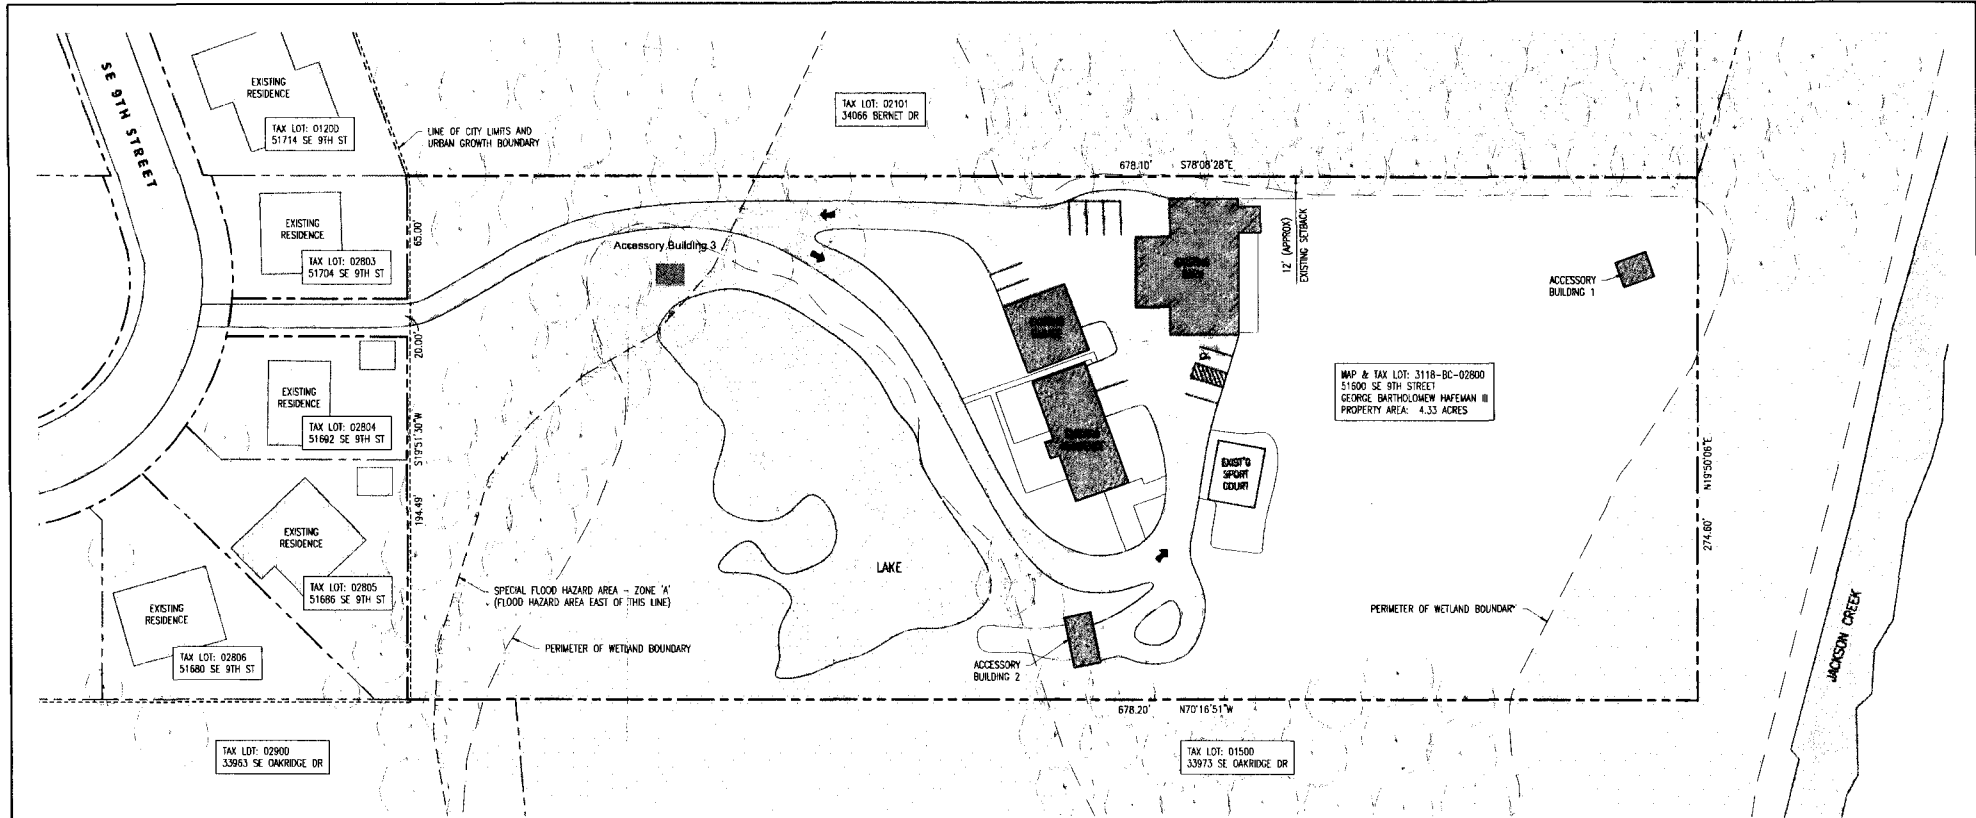 SE 9TH STREET
EXISTING
RESIDENCE
TAX LOT: 01200
51714 SE 9TH ST
LINE OF CITY LIMITS AND
URBAN GROWTH BOUNDARY
TAX LOT: 02101
34066 BERNET DR
678.10' S78°08'28"E
EXISTING
RESIDENCE
TAX LOT: 02803
51704 SE 9TH ST
65.00'
Accessory Building 3
12' (APPROX)
EXISTING SETBACK
ACCESSORY
BUILDING 1
20.00'
EXISTING
RESIDENCE
TAX LOT: 02804
51692 SE 9TH ST
S19°51'30"W
194.49'
MAP & TAX LOT: 3118-BC-02800
51600 SE 9TH STREET
GEORGE BARTHOLOMEW HAFEMAN III
PROPERTY AREA: 4.33 ACRES
EXIST'G
SPORT
COURT
N19°50'06"E
274.60'
EXISTING
RESIDENCE
TAX LOT: 02805
51686 SE 9TH ST
SPECIAL FLOOD HAZARD AREA - ZONE 'A'
(FLOOD HAZARD AREA EAST OF THIS LINE)
LAKE
PERIMETER OF WETLAND BOUNDARY
JACKSON CREEK
EXISTING
RESIDENCE
TAX LOT: 02806
51680 SE 9TH ST
PERIMETER OF WETLAND BOUNDARY
ACCESSORY
BUILDING 2
678.20' N70°16'51"W
TAX LOT: 02900
33963 SE OAKRIDGE DR
TAX LOT: 01500
33973 SE OAKRIDGE DR